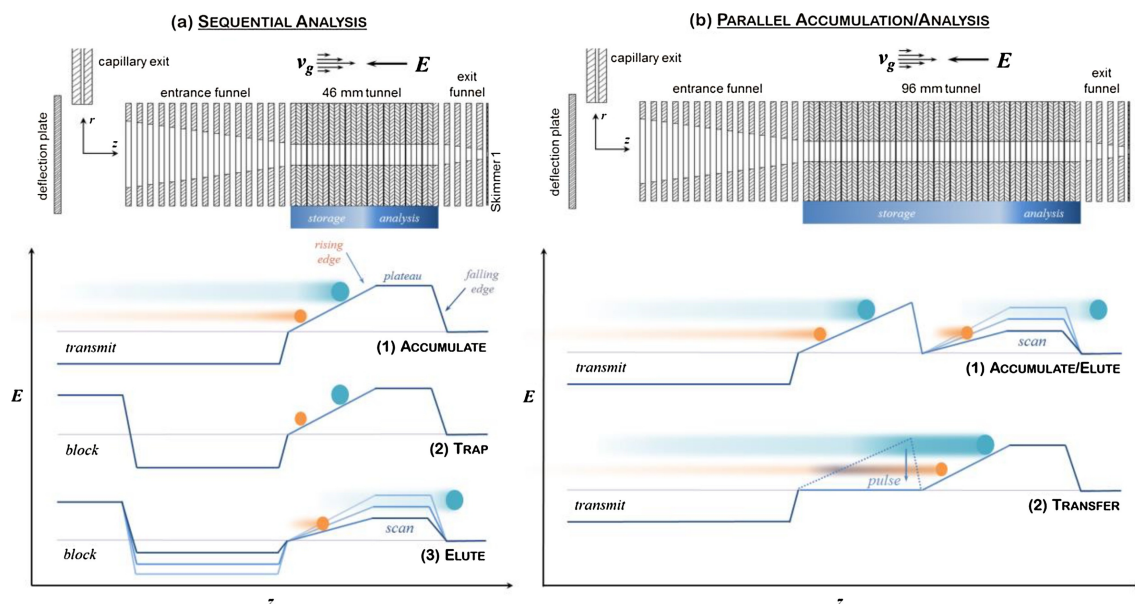 (a) SEQUENTIAL ANALYSIS
capillary exit
deflection plate
r
z
entrance funnel
vg
E
46 mm tunnel
exit
funnel
Skimmer 1
storage
analysis
rising
edge
plateau
falling
edge
transmit
(1) ACCUMULATE
E
block
(2) TRAP
block
scan
(3) ELUTE
z
(b) PARALLEL ACCUMULATION/ANALYSIS
capillary exit
deflection plate
r
z
entrance funnel
vg
E
96 mm tunnel
exit
funnel
storage
analysis
transmit
scan
(1) ACCUMULATE/ELUTE
E
transmit
pulse
(2) TRANSFER
z